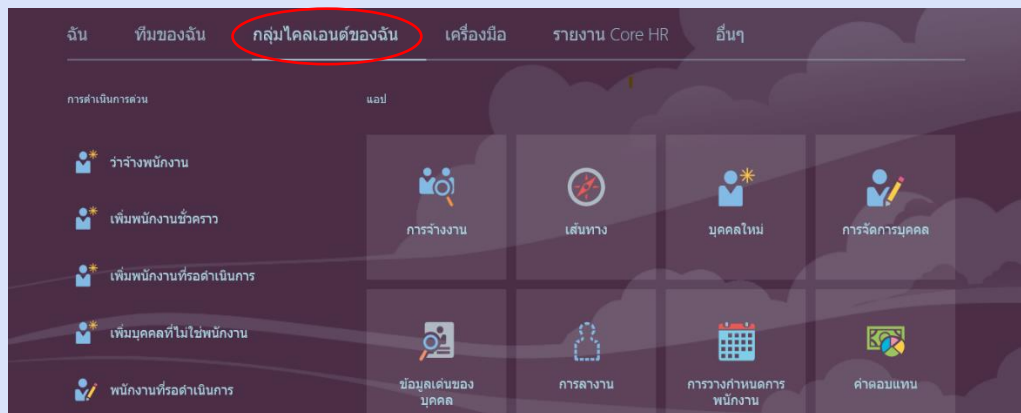 ฉัน ทีมของฉัน กลุ่มไคลเอนต์ของฉัน เครื่องมือ รายงาน Core HR อื่นๆ
การดำเนินการด่วน
แอป
ว่าจ้างพนักงาน
เพิ่มพนักงานชั่วคราว
เพิ่มพนักงานที่รอดำเนินการ
เพิ่มบุคคลที่ไม่ใช่พนักงาน
พนักงานที่รอดำเนินการ
การจ้างงาน
เส้นทาง
บุคคลใหม่
การจัดการบุคคล
ข้อมูลเด่นของ
บุคคล
การลางาน
การวางกำหนดการ
พนักงาน
ค่าตอบแทน